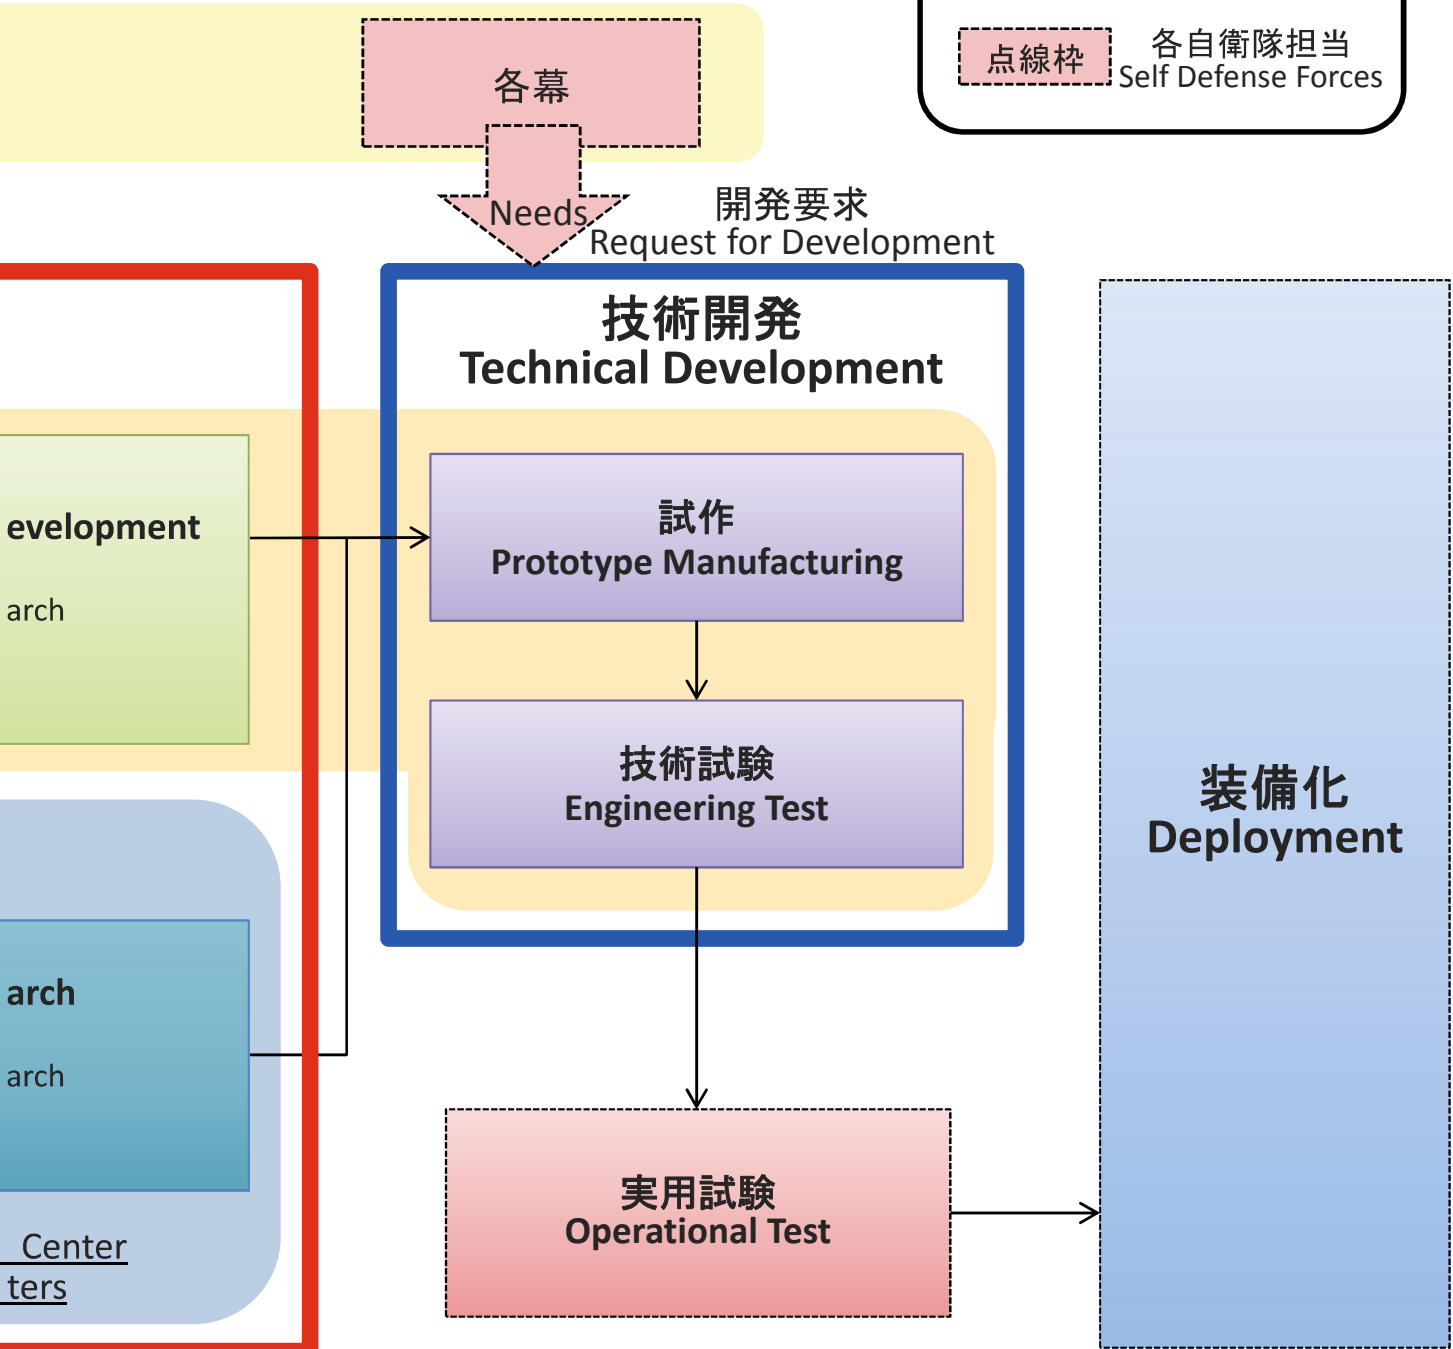 各幕
点線枠
各自衛隊担当
Self Defense Forces
Needs
開発要求
Request for Development
技術開発
Technical Development
evelopment
arch
試作
Prototype Manufacturing
技術試験
Engineering Test
装備化
Deployment
arch
arch
実用試験
Operational Test
Center
ters